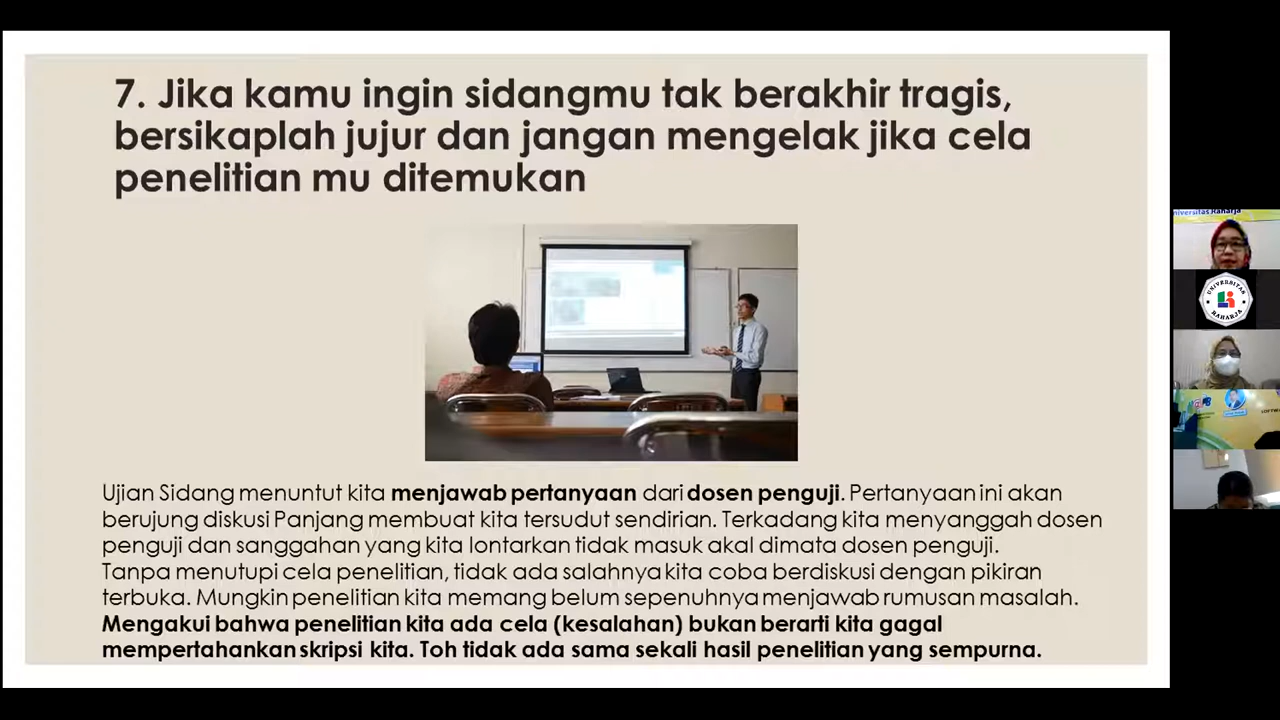 7. Jika kamu ingin sidangmu tak berakhir tragis,
bersikaplah jujur dan jangan mengelak jika cela
penelitian mu ditemukan
Ujian Sidang menuntut kita menjawab pertanyaan dari dosen penguji. Pertanyaan ini akan
berujung diskusi Panjang membuat kita tersudut sendirian. Terkadang kita menyanggah dosen
penguji dan sanggahan yang kita lontarkan tidak masuk akal dimata dosen penguji.
Tanpa menutupi cela penelitian, tidak ada salahnya kita coba berdiskusi dengan pikiran
terbuka. Mungkin penelitian kita memang belum sepenuhnya menjawab rumusan masalah.
Mengakui bahwa penelitian kita ada cela (kesalahan) bukan berarti kita gagal
mempertahankan skripsi kita. Toh tidak ada sama sekali hasil penelitian yang sempurna.
niversitas Raharja
UNIVERSITAS
RAHARJA